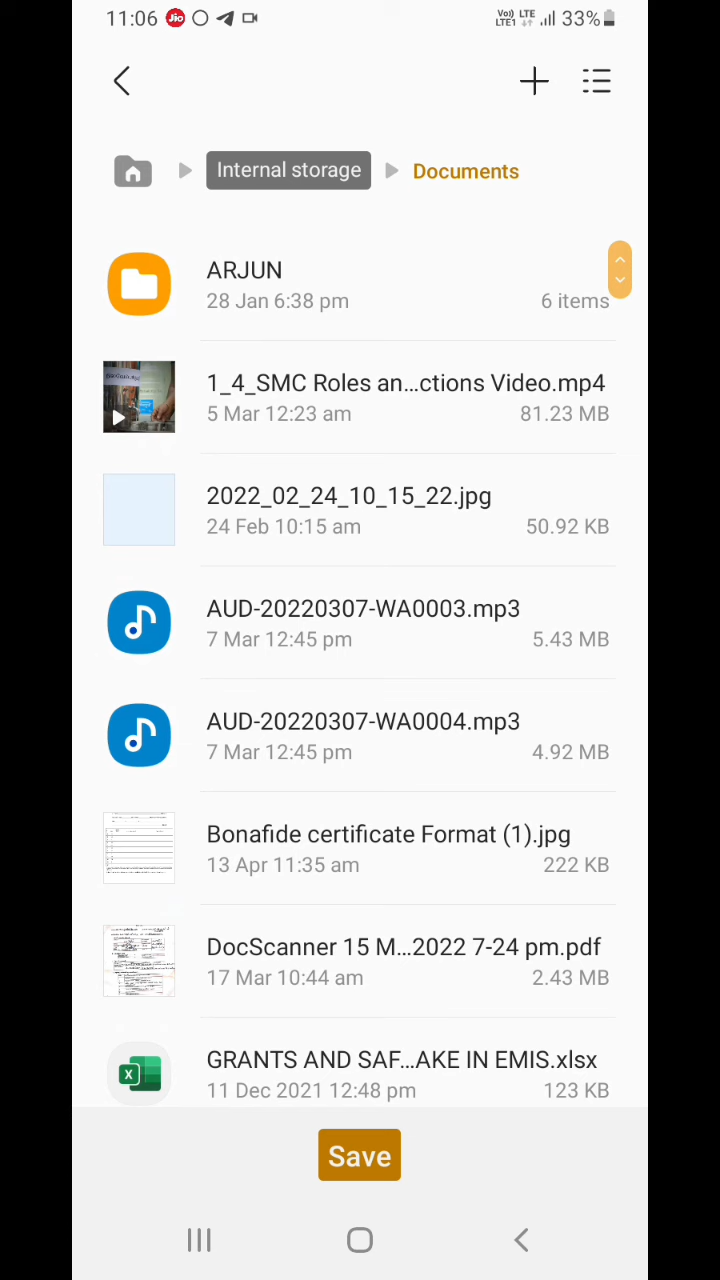 11:06 Jio Vo) LTE1 LTE 33%
Internal storage Documents
ARJUN
28 Jan 6:38 pm 6 items
1_4_SMC Roles an...ctions Video.mp4
5 Mar 12:23 am 81.23 MB
2022_02_24_10_15_22.jpg
24 Feb 10:15 am 50.92 KB
AUD-20220307-WA0003.mp3
7 Mar 12:45 pm 5.43 MB
AUD-20220307-WA0004.mp3
7 Mar 12:45 pm 4.92 MB
Bonafide certificate Format (1).jpg
13 Apr 11:35 am 222 KB
DocScanner 15 M...2022 7-24 pm.pdf
17 Mar 10:44 am 2.43 MB
X
GRANTS AND SAF...AKE IN EMIS.xlsx
11 Dec 2021 12:48 pm 123 KB
Save